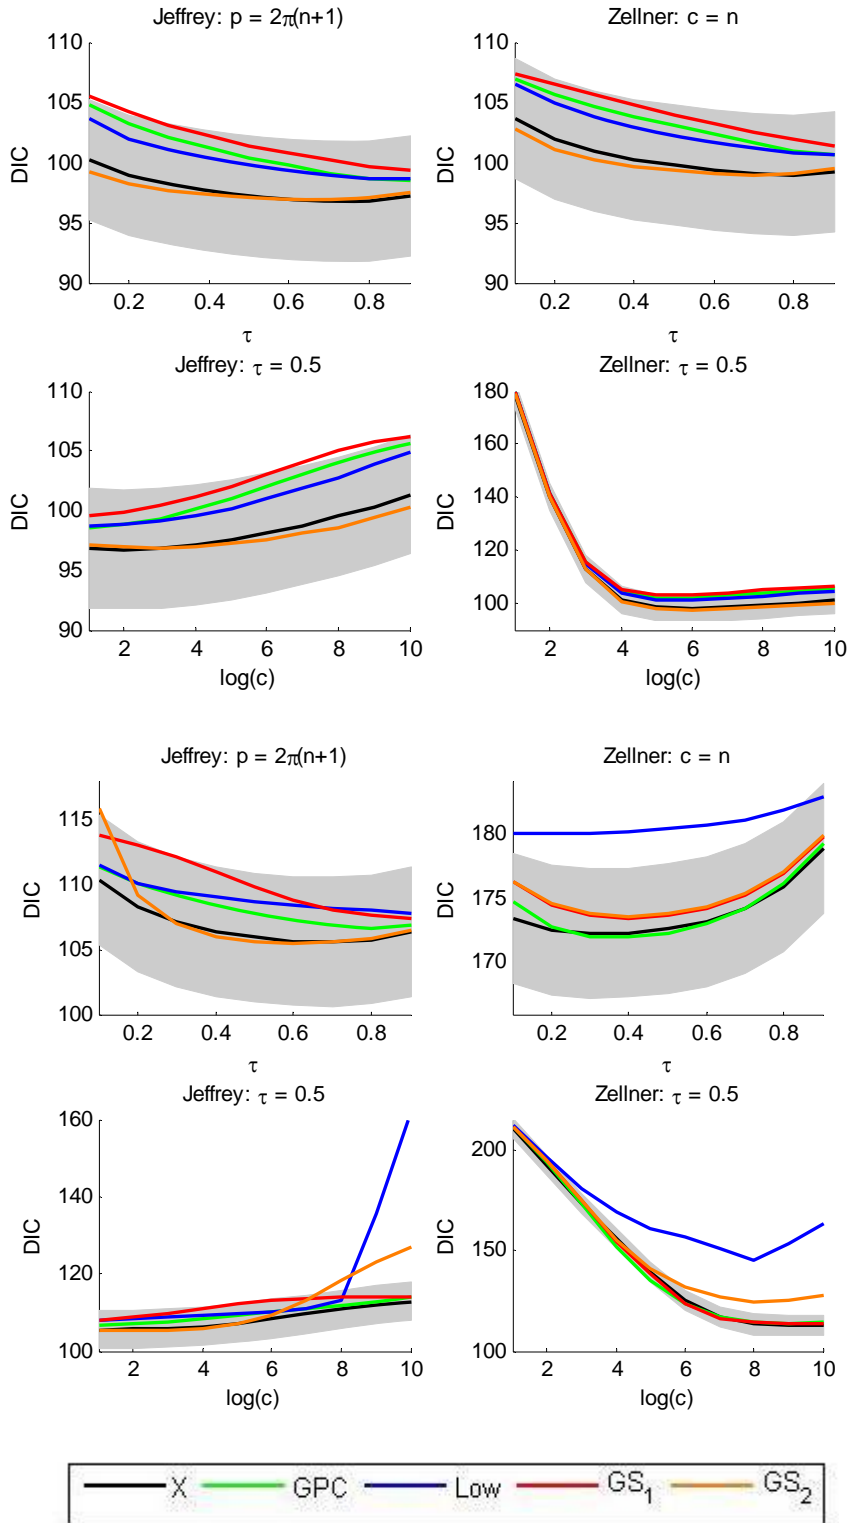 Jeffrey: p = 2π(n+1)
110
105
100
95
90
DIC
0.2 0.4 0.6 0.8
τ
Zellner: c = n
110
105
100
95
90
DIC
0.2 0.4 0.6 0.8
τ
Jeffrey: τ = 0.5
110
105
100
95
90
DIC
2 4 6 8 10
log(c)
Zellner: τ = 0.5
180
160
140
120
100
DIC
2 4 6 8 10
log(c)
Jeffrey: p = 2π(n+1)
115
110
105
100
DIC
0.2 0.4 0.6 0.8
τ
Zellner: c = n
180
175
170
DIC
0.2 0.4 0.6 0.8
τ
Jeffrey: τ = 0.5
160
140
120
100
DIC
2 4 6 8 10
log(c)
Zellner: τ = 0.5
200
150
100
DIC
2 4 6 8 10
log(c)
X GPC Low GS₁ GS₂